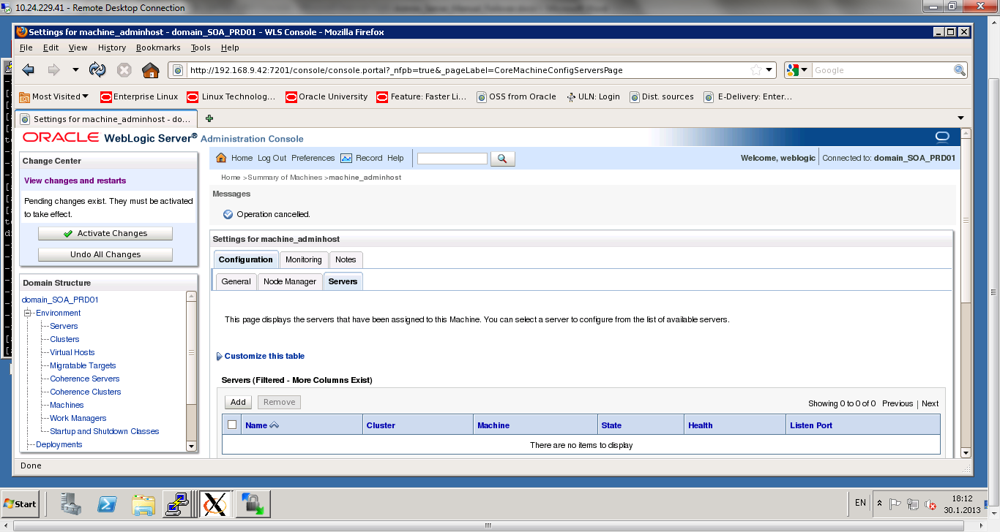 10.24.229.41 - Remote Desktop Connection
Settings for machine_adminhost - domain_SOA_PRD01 - WLS Console - Mozilla Firefox
File Edit View History Bookmarks Tools Help
http://192.168.9.42:7201/console/console.portal?_nfpb=true&_pageLabel=CoreMachineConfigServersPage
Google
Most Visited Enterprise Linux Linux Technolog... Oracle University Feature: Faster Li... OSS from Oracle ULN: Login Dist. sources E-Delivery: Enter...
Settings for machine_adminhost - do...
ORACLE WebLogic Server® Administration Console
Change Center
View changes and restarts
Pending changes exist. They must be activated
to take effect.
Activate Changes
Undo All Changes
Domain Structure
domain_SOA_PRD01
Environment
Servers
Clusters
Virtual Hosts
Migratable Targets
Coherence Servers
Coherence Clusters
Machines
Work Managers
Startup and Shutdown Classes
Deployments
Home Log Out Preferences Record Help
Welcome, weblogic Connected to: domain_SOA_PRD01
Home >Summary of Machines >machine_adminhost
Messages
Operation cancelled.
Settings for machine_adminhost
Configuration Monitoring Notes
General Node Manager Servers
This page displays the servers that have been assigned to this Machine. You can select a server to configure from the list of available servers.
Customize this table
Servers (Filtered - More Columns Exist)
Add Remove
Showing 0 to 0 of 0 Previous | Next
Name Cluster Machine State Health Listen Port
There are no items to display
Done
Start
EN
18:12
30.1.2013